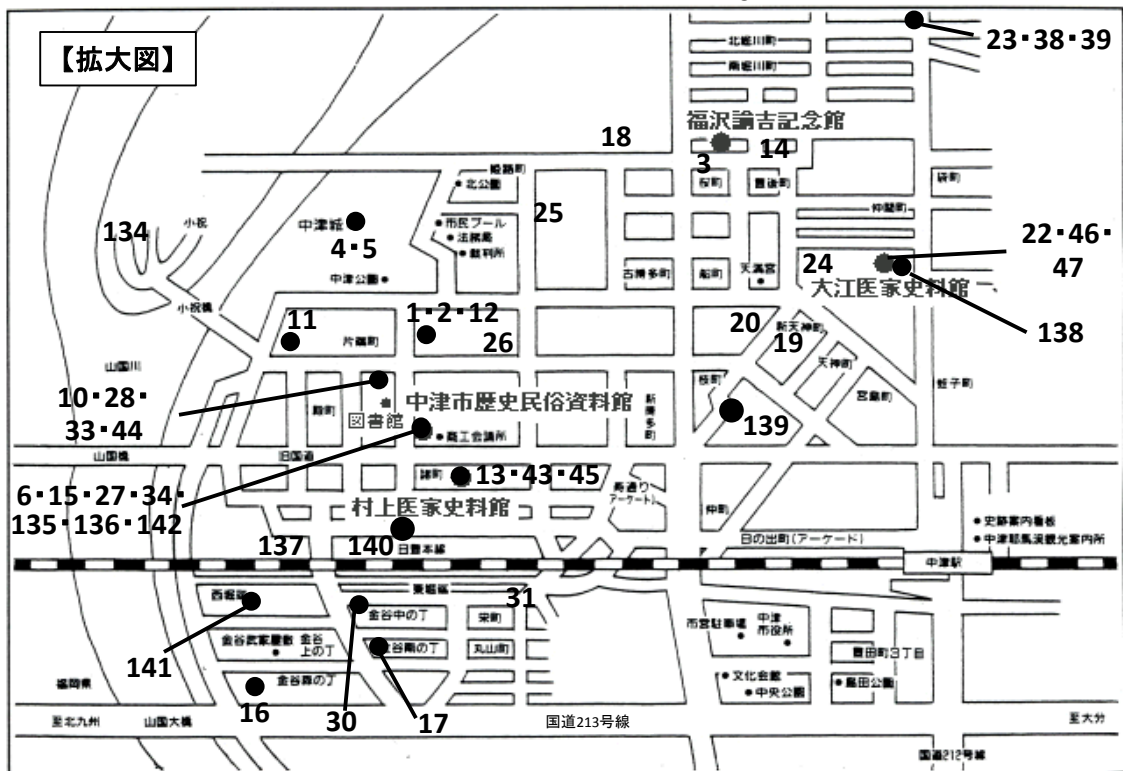 【拡大図】
北堀川町
南堀川町
23・38・39
福沢諭吉記念館
18
3
14
姫路町
北公園
桜町
豊後町
袋町
中津城
4・5
市民プール
法務局
裁判所
25
仲間町
134
小祝
22・46・
47
中津公園
古博多町
船町
天満宮
24
大江医家史料館
小祝橋
11
片端町
1・2・12
26
20
新天神町
19
138
天神町
山国川
10・28・
33・44
殿町
図書館
中津市歴史民俗資料館
新博多町
枝町
宮島町
蛭子町
139
商工会議所
山国橋
旧国道
6・15・27・34・
135・136・142
諸町
13・43・45
寿通り
(アーケート)
仲町
村上医家史料館
史跡案内看板
中津耶馬渓観光案内所
137
140
日豊本線
日の出町(アーケード)
中津駅
西堀端
東堀端
31
141
金谷中の丁
栄町
金谷武家屋敷
金谷
上の丁
金谷南の丁
丸山町
市営駐車場
中津
市役所
豊田町3丁目
福岡県
16
30
17
文化会館
中央公園
島田公園
至北九州
山国大橋
国道213号線
至大分
国道212号線